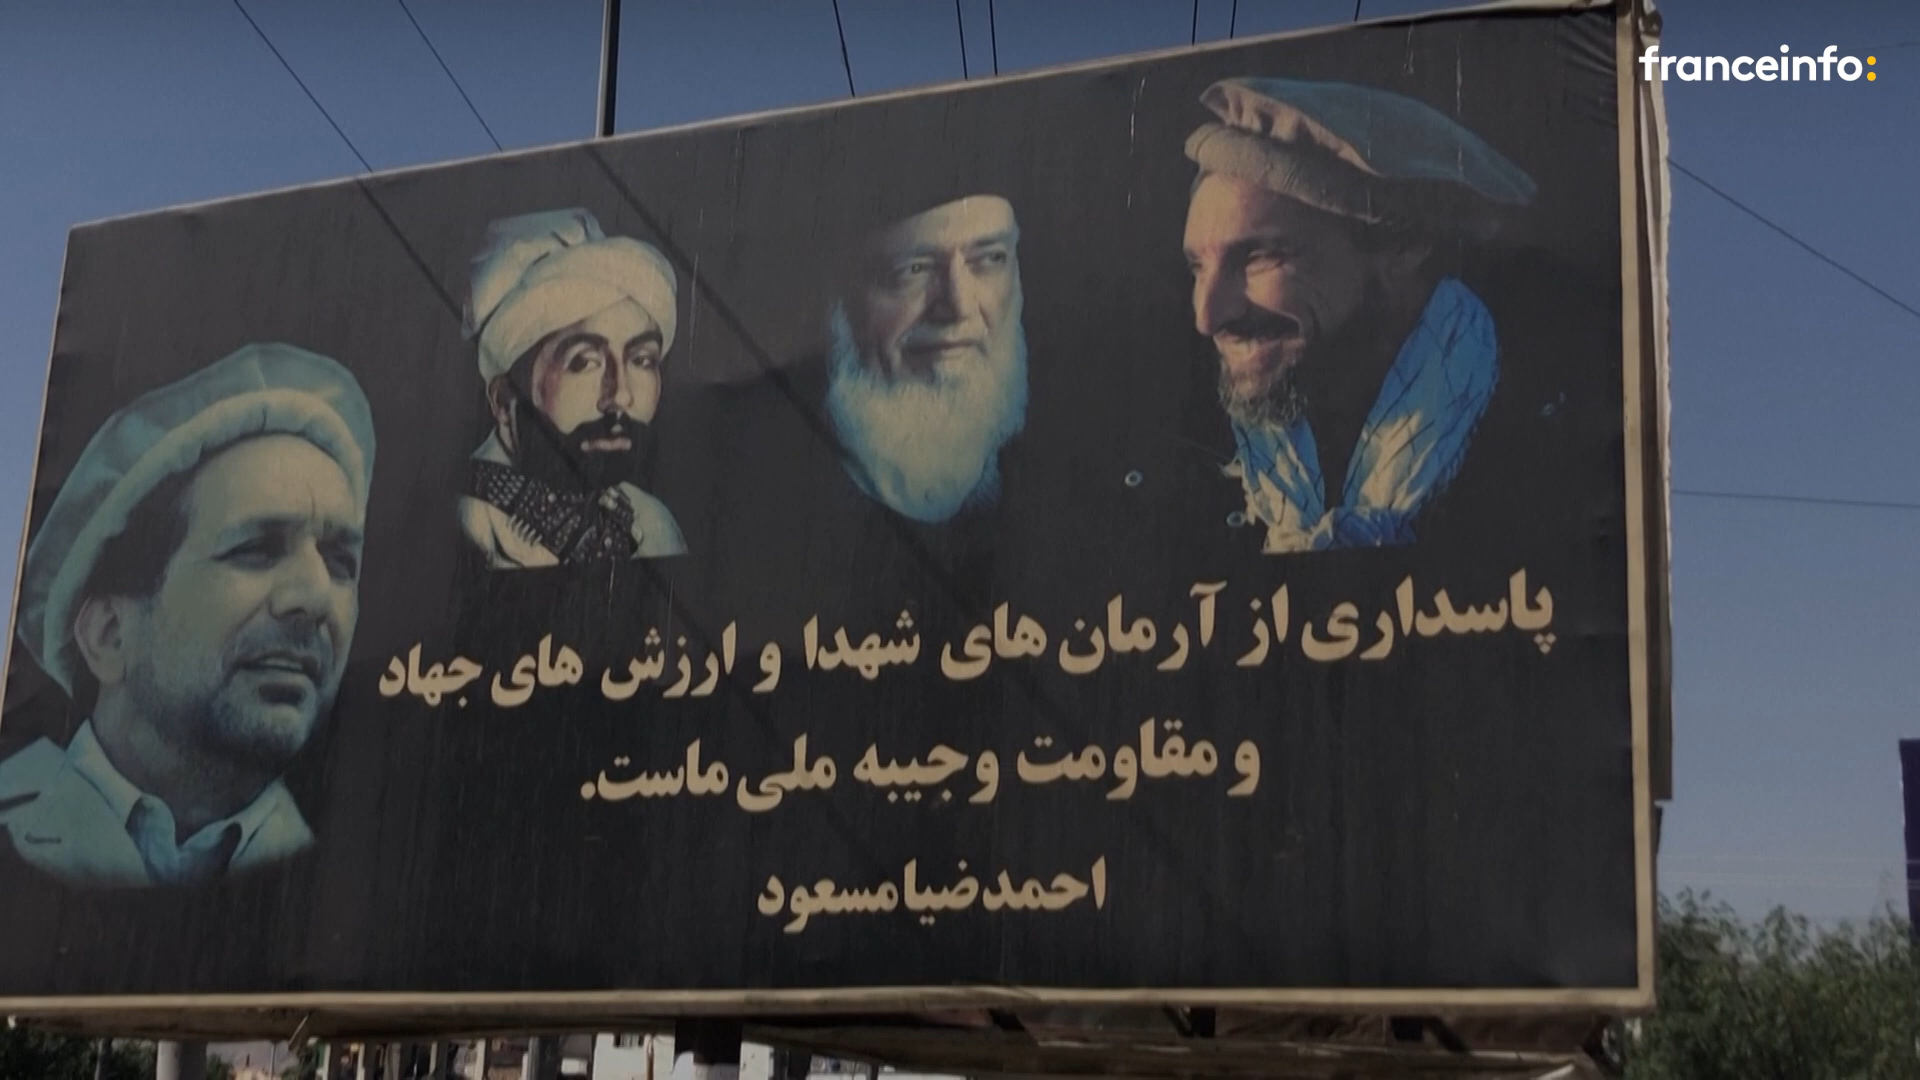 franceinfo:
پاسداری از آرمان های شهدا و ارزش های جهاد
و مقاومت وجیبه ملی ماست.
احمدضیامسعود